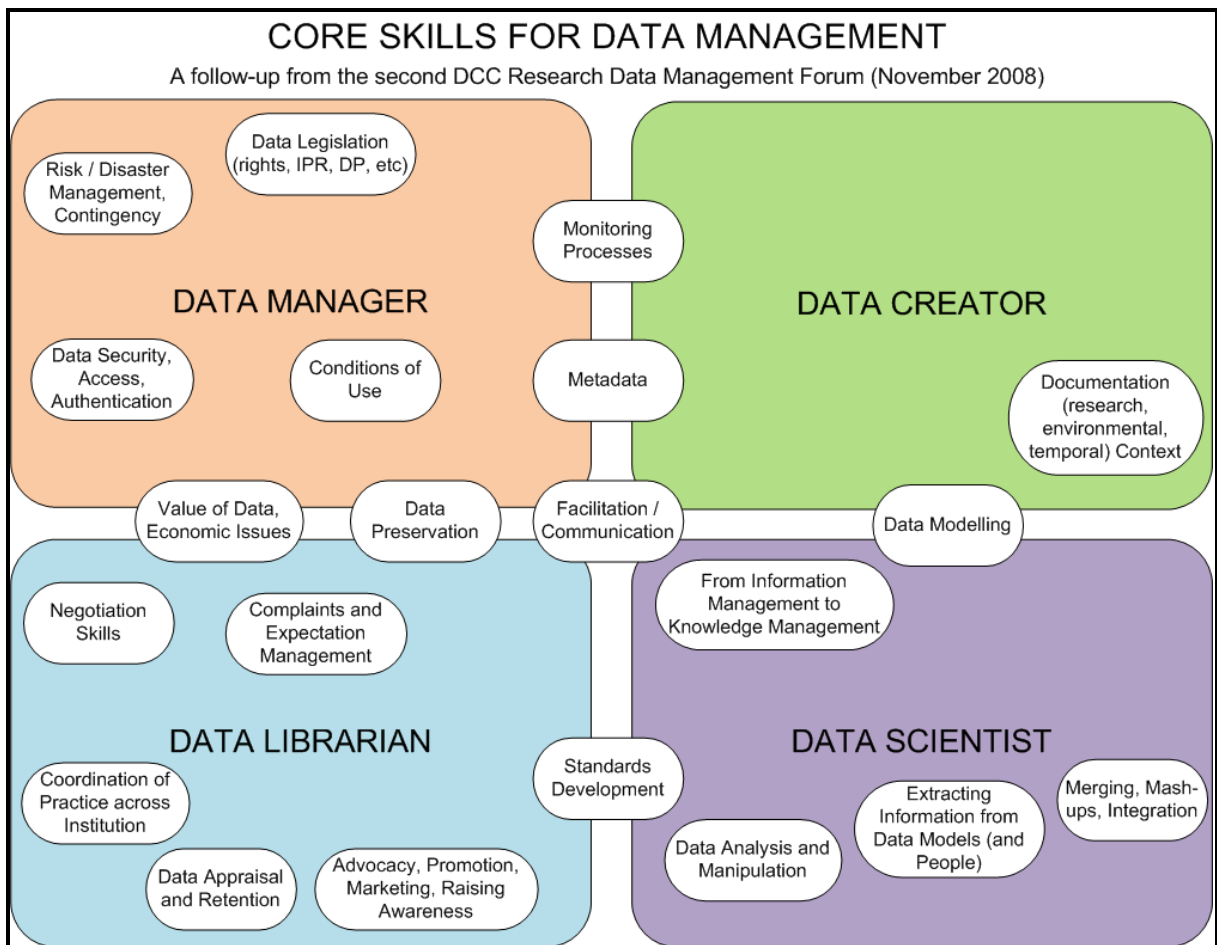 CORE SKILLS FOR DATA MANAGEMENT
A follow-up from the second DCC Research Data Management Forum (November 2008)
Data Legislation
(rights, IPR, DP, etc)
Risk / Disaster
Management,
Contingency
Monitoring
Processes
DATA MANAGER
DATA CREATOR
Data Security,
Access,
Authentication
Conditions of
Use
Metadata
Documentation
(research,
environmental,
temporal) Context
Value of Data,
Economic Issues
Data
Preservation
Facilitation /
Communication
Data Modelling
From Information
Management to
Knowledge Management
Negotiation
Skills
Complaints and
Expectation
Management
DATA LIBRARIAN
DATA SCIENTIST
Standards
Development
Coordination of
Practice across
Institution
Extracting
Information from
Data Models (and
People)
Merging, Mash-
ups, Integration
Data Analysis and
Manipulation
Data Appraisal
and Retention
Advocacy, Promotion,
Marketing, Raising
Awareness